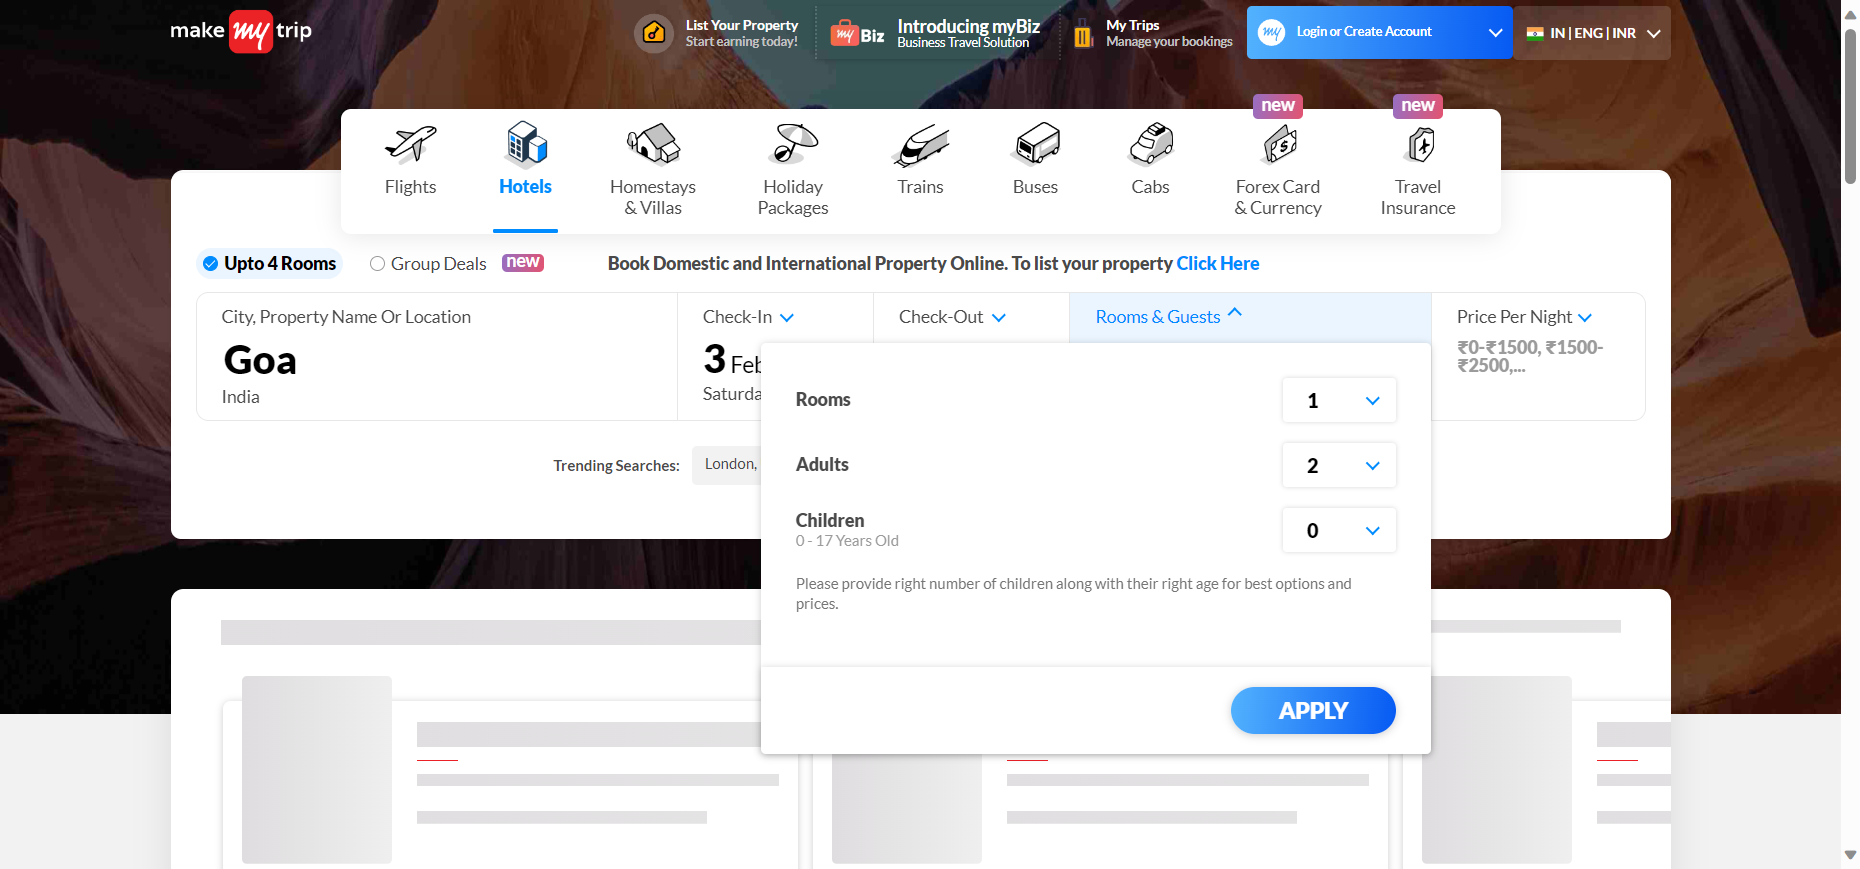 make my trip
List Your Property
Start earning today!
my Biz
Introducing myBiz
Business Travel Solution
My Trips
Manage your bookings
my
Login or Create Account
IN | ENG | INR
new
new
Flights
Hotels
Homestays
& Villas
Holiday
Packages
Trains
Buses
Cabs
Forex Card
& Currency
Travel
Insurance
Upto 4 Rooms
Group Deals
new
Book Domestic and International Property Online. To list your property Click Here
City, Property Name Or Location
Goa
India
Check-In
3 Feb
Saturda
Check-Out
Rooms & Guests
Price Per Night
₹0-₹1500, ₹1500-
₹2500,...
Rooms
1
Adults
2
Children
0 - 17 Years Old
0
Please provide right number of children along with their right age for best options and
prices.
APPLY
Trending Searches:
London,